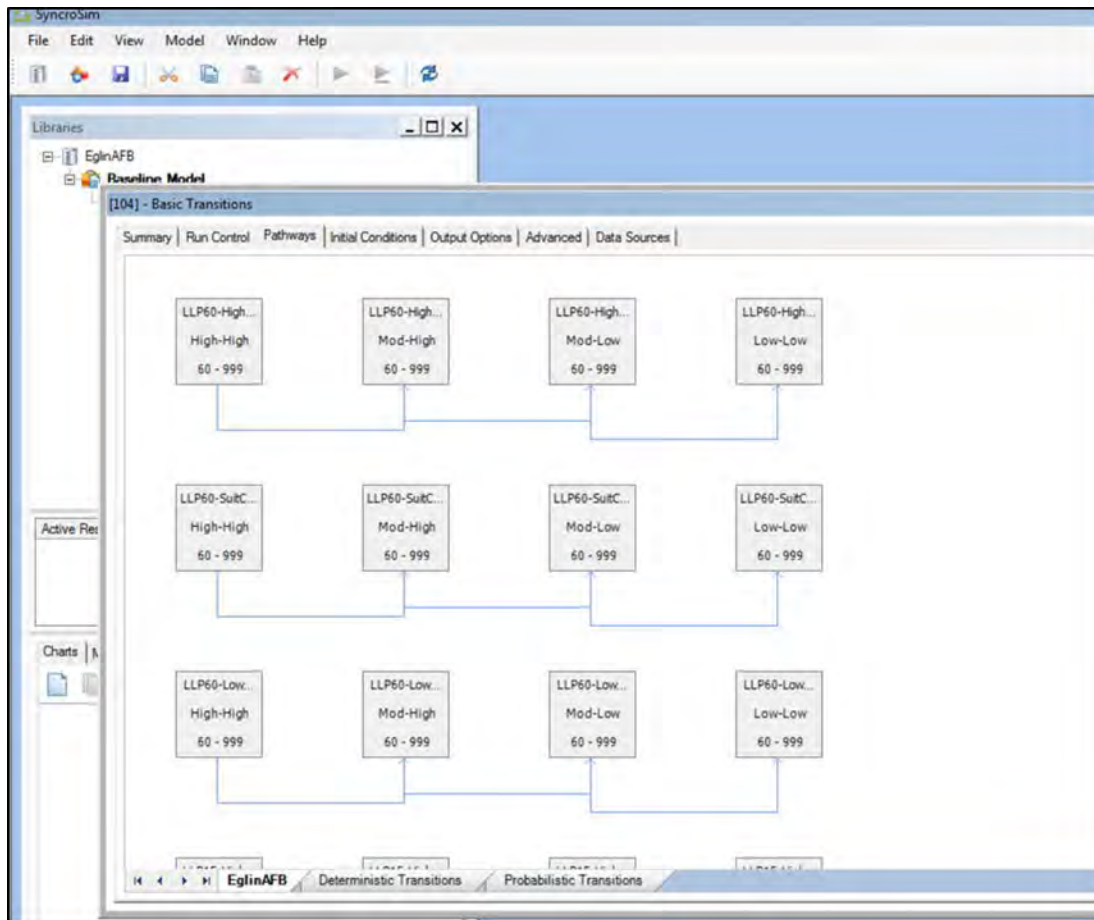 SyncroSim
File Edit View Model Window Help
Libraries
EglinAFB
Baseline Model
[104] - Basic Transitions
Summary Run Control Pathways Initial Conditions Output Options Advanced Data Sources
LLP60-High... LLP60-High... LLP60-High... LLP60-High...
High-High Mod-High Mod-Low Low-Low
60 - 999 60 - 999 60 - 999 60 - 999
LLP60-SuitC... LLP60-SuitC... LLP60-SuitC... LLP60-SuitC...
High-High Mod-High Mod-Low Low-Low
60 - 999 60 - 999 60 - 999 60 - 999
Active Res
LLP60-Low... LLP60-Low... LLP60-Low... LLP60-Low...
High-High Mod-High Mod-Low Low-Low
60 - 999 60 - 999 60 - 999 60 - 999
Charts
EglinAFB Deterministic Transitions Probabilistic Transitions